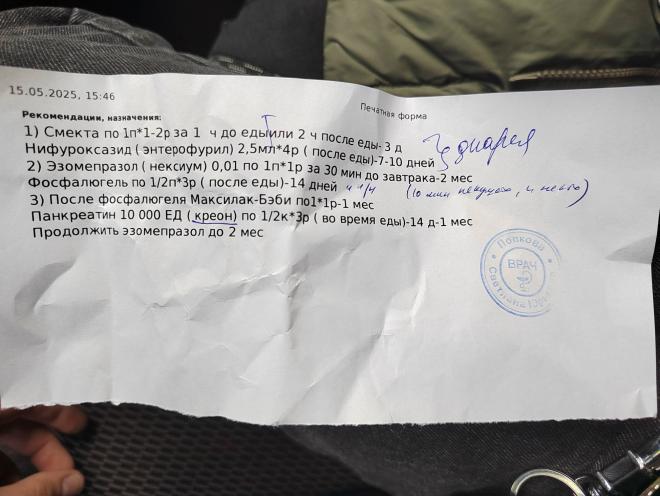 15.05.2025, 15:46
Печатная форма
Рекомендации, назначения:
1) Смекта по 1п*1-2р за 1 ч до еды или 2 ч после еды- 3 д
Нифуроксазид ( энтерофурил) 2,5мл*4р ( после еды)-7-10 дней
диарея
2) Эзомепразол ( нексиум) 0,01 по 1п*1р за 30 мин до завтрака-2 мес
Фосфалюгель по 1/2п*3р ( после еды)-14 дней
3) После фосфалюгеля Максилак-Бэби по1*1р-1 мес
Панкреатин 10 000 ЕД ( креон) по 1/2к*3р ( во время еды)-14 д-1 мес
Продолжить эзомепразол до 2 мес
Попкова
ВРАЧ
Светлана